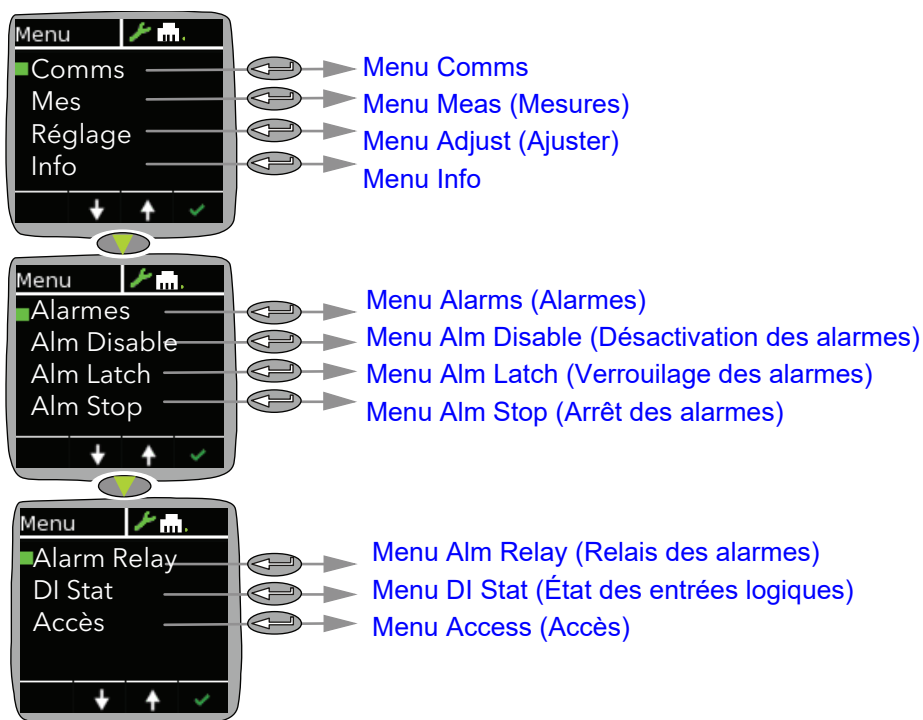 Menu
Comms
Mes
Réglage
Info
Menu Comms
Menu Meas (Mesures)
Menu Adjust (Ajuster)
Menu Info
Menu
Alarmes
Alm Disable
Alm Latch
Alm Stop
Menu Alarms (Alarmes)
Menu Alm Disable (Désactivation des alarmes)
Menu Alm Latch (Verrouilage des alarmes)
Menu Alm Stop (Arrêt des alarmes)
Menu
Alarm Relay
DI Stat
Accès
Menu Alm Relay (Relais des alarmes)
Menu DI Stat (État des entrées logiques)
Menu Access (Accès)